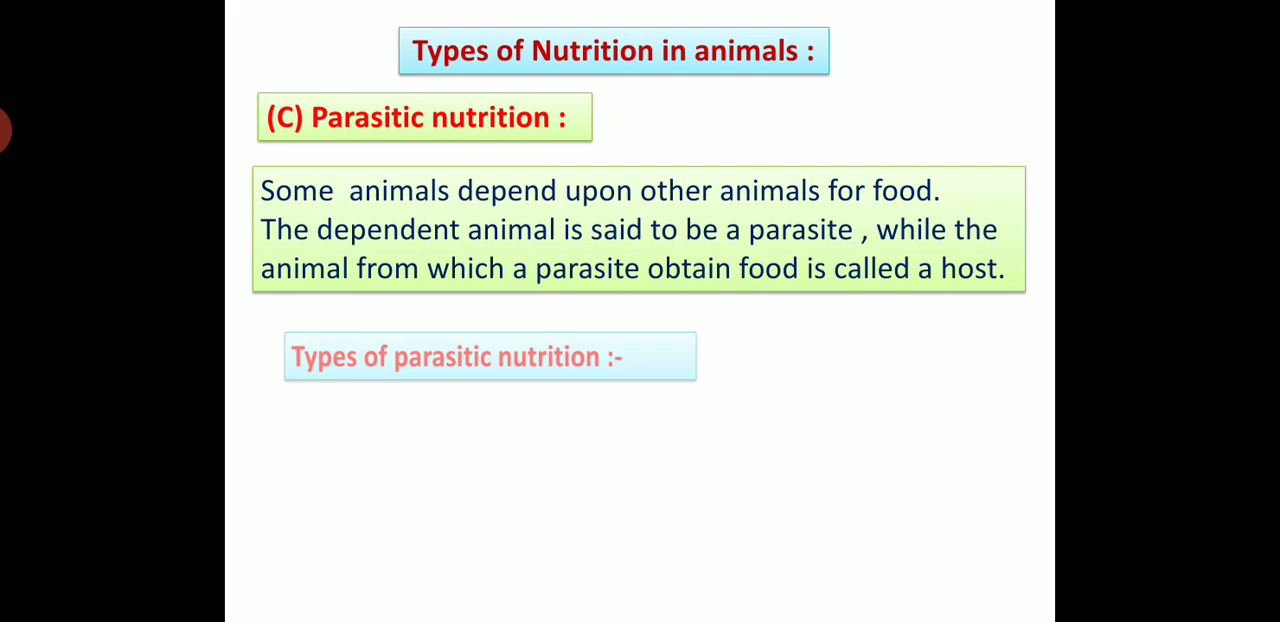 Types of Nutrition in animals :
(C) Parasitic nutrition :
Some  animals depend upon other animals for food.
The dependent animal is said to be a parasite , while the
animal from which a parasite obtain food is called a host.
Types of parasitic nutrition :-